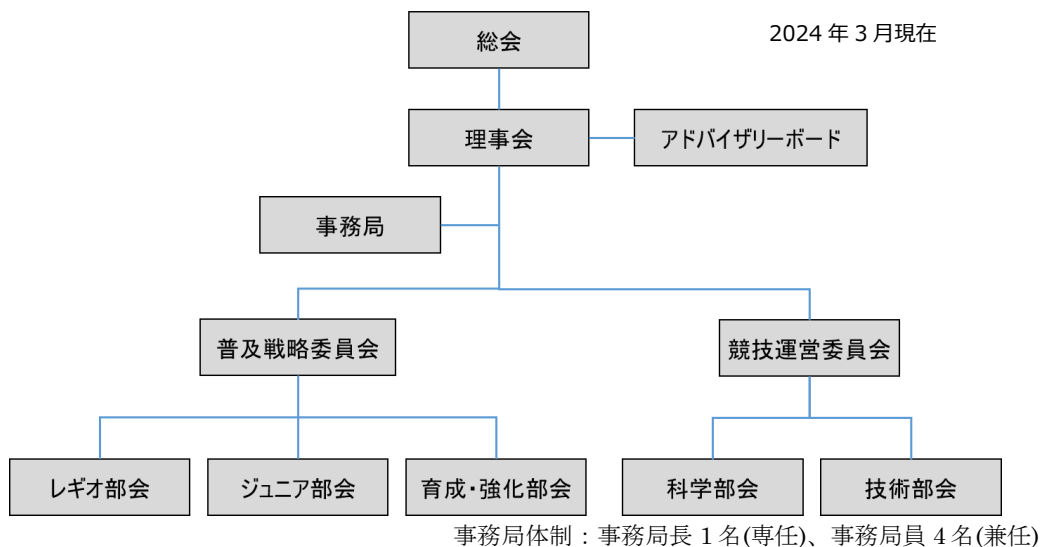 総会
2024年3月現在
理事会
アドバイザリーボード
事務局
普及戦略委員会
競技運営委員会
レギオ部会
ジュニア部会
育成・強化部会
科学部会
技術部会
事務局体制：事務局長1名(専任)、事務局員4名(兼任)